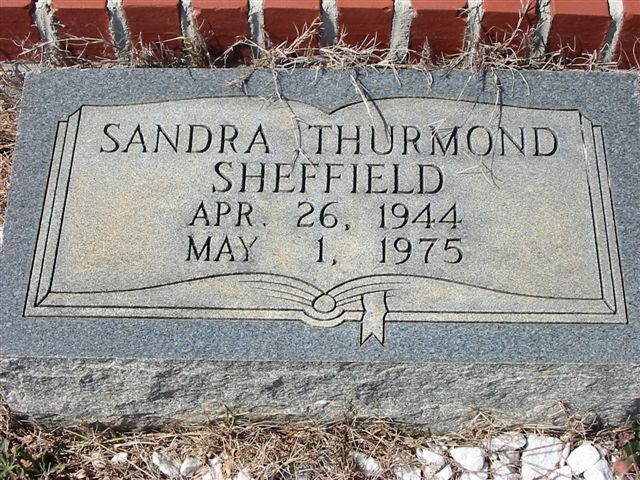 SANDRA THURMOND
SHEFFIELD
APR. 26, 1944
MAY 1, 1975